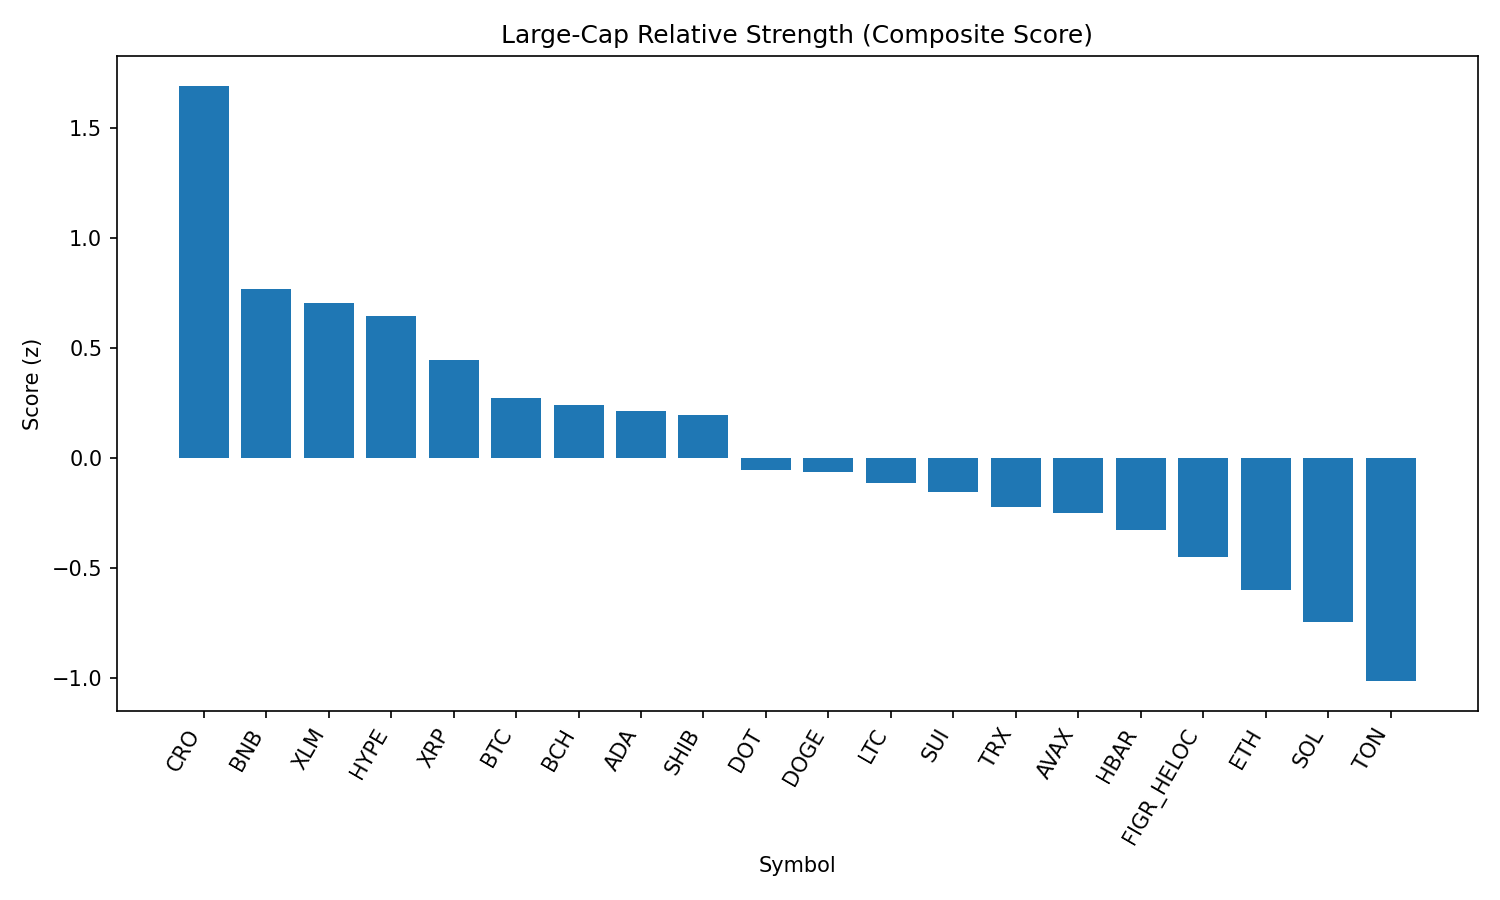 Large-Cap Relative Strength (Composite Score)
Score (z)
1.5
1.0
0.5
0.0
−0.5
−1.0
CRO
BNB
XLM
HYPE
XRP
BTC
BCH
ADA
SHIB
DOT
DOGE
LTC
SUI
TRX
AVAX
HBAR
FIGR_HELOC
ETH
SOL
TON
Symbol